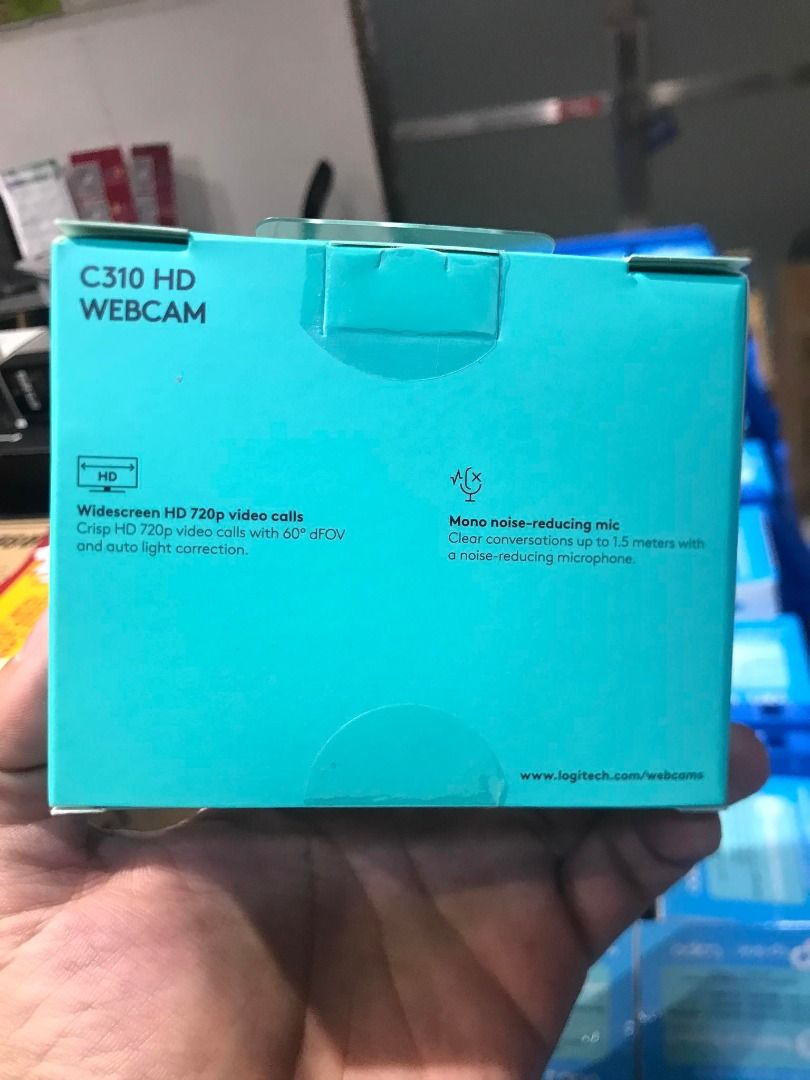 C310 HD
WEBCAM
HD
Widescreen HD 720p video calls
Crisp HD 720p video calls with 60° dFOV
and auto light correction.
Mono noise-reducing mic
Clear conversations up to 1.5 meters with
a noise-reducing microphone.
www.logitech.com/webcams